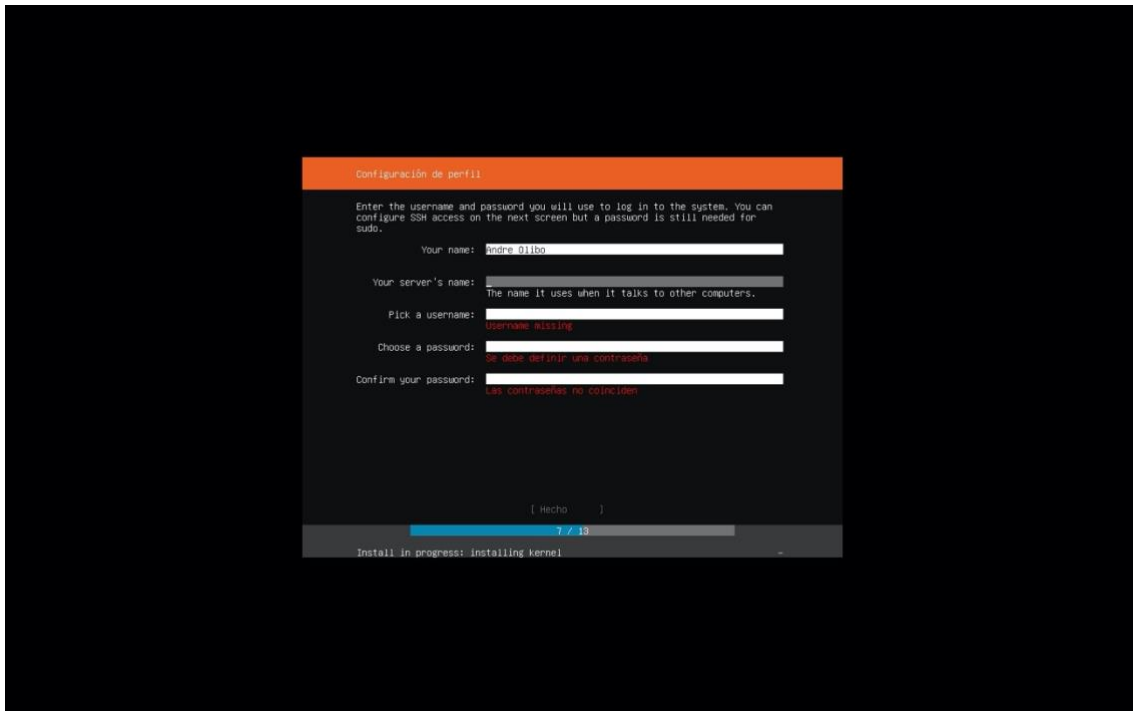 Configuración de perfil
Enter the username and password you will use to log in to the system. You can
configure SSH access on the next screen but a password is still needed for
sudo.
Your name: Andre Olibo
Your server's name: _
The name it uses when it talks to other computers.
Pick a username:
Username missing
Choose a password:
Se debe definir una contraseña
Confirm your password:
Las contraseñas no coinciden
[ Hecho ]
7 / 13
Install in progress: installing kernel -